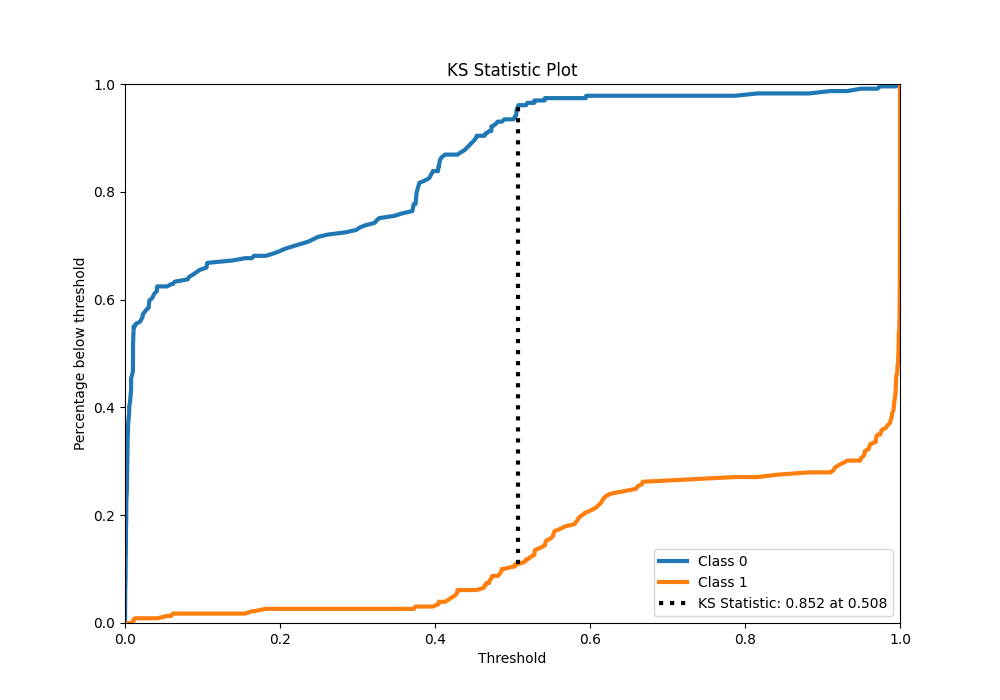 KS Statistic Plot
Percentage below threshold
1.0
0.8
0.6
0.4
0.2
0.0
0.0 0.2 0.4 0.6 0.8 1.0
Threshold
Class 0
Class 1
KS Statistic: 0.852 at 0.508